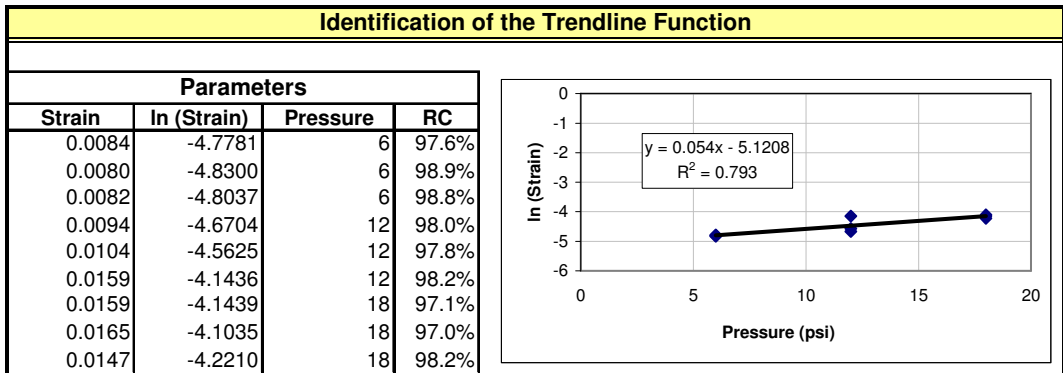 Identification of the Trendline Function
Parameters
Strain ln (Strain) Pressure RC
0.0084 -4.7781 6 97.6%
0.0080 -4.8300 6 98.9%
0.0082 -4.8037 6 98.8%
0.0094 -4.6704 12 98.0%
0.0104 -4.5625 12 97.8%
0.0159 -4.1436 12 98.2%
0.0159 -4.1439 18 97.1%
0.0165 -4.1035 18 97.0%
0.0147 -4.2210 18 98.2%
0
-1
-2
-3
-4
-5
-6
ln (Strain)
y = 0.054x - 5.1208
R² = 0.793
0 5 10 15 20
Pressure (psi)